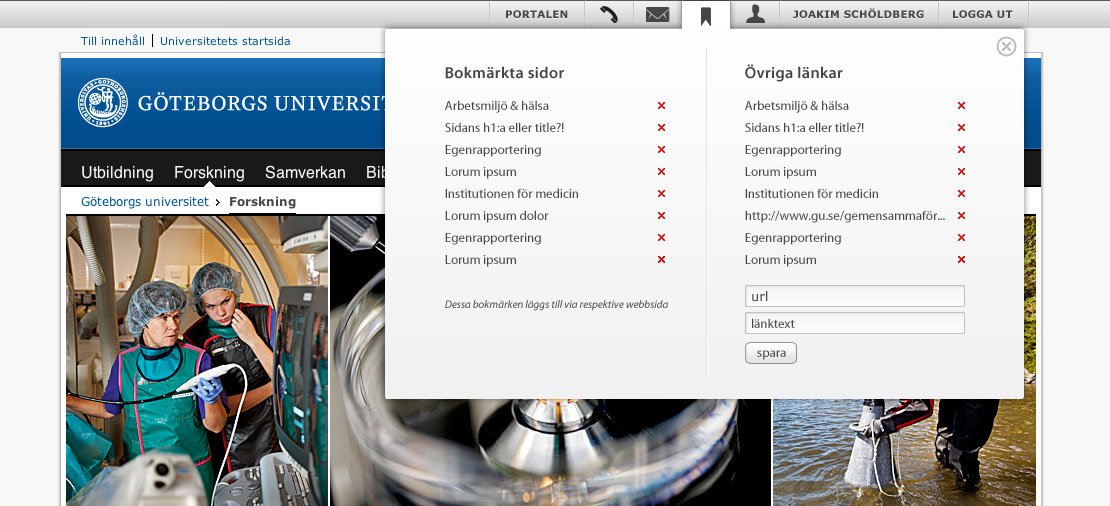 PORTALEN
JOAKIM SCHÖLDBERG
LOGGA UT
Till innehåll
Universitetets startsida
GÖTEBORGS UNIVERSIT
Utbildning
Forskning
Samverkan
Bib
Göteborgs universitet
Forskning
Bokmärkta sidor
Arbetsmiljö & hälsa
Sidans h1:a eller title?!
Egenrapportering
Lorum ipsum
Institutionen för medicin
Lorum ipsum dolor
Egenrapportering
Lorum ipsum
Dessa bokmärken läggs till via respektive webbsida
Övriga länkar
Arbetsmiljö & hälsa
Sidans h1:a eller title?!
Egenrapportering
Lorum ipsum
Institutionen för medicin
http://www.gu.se/gemensammaför...
Egenrapportering
Lorum ipsum
url
länktext
spara